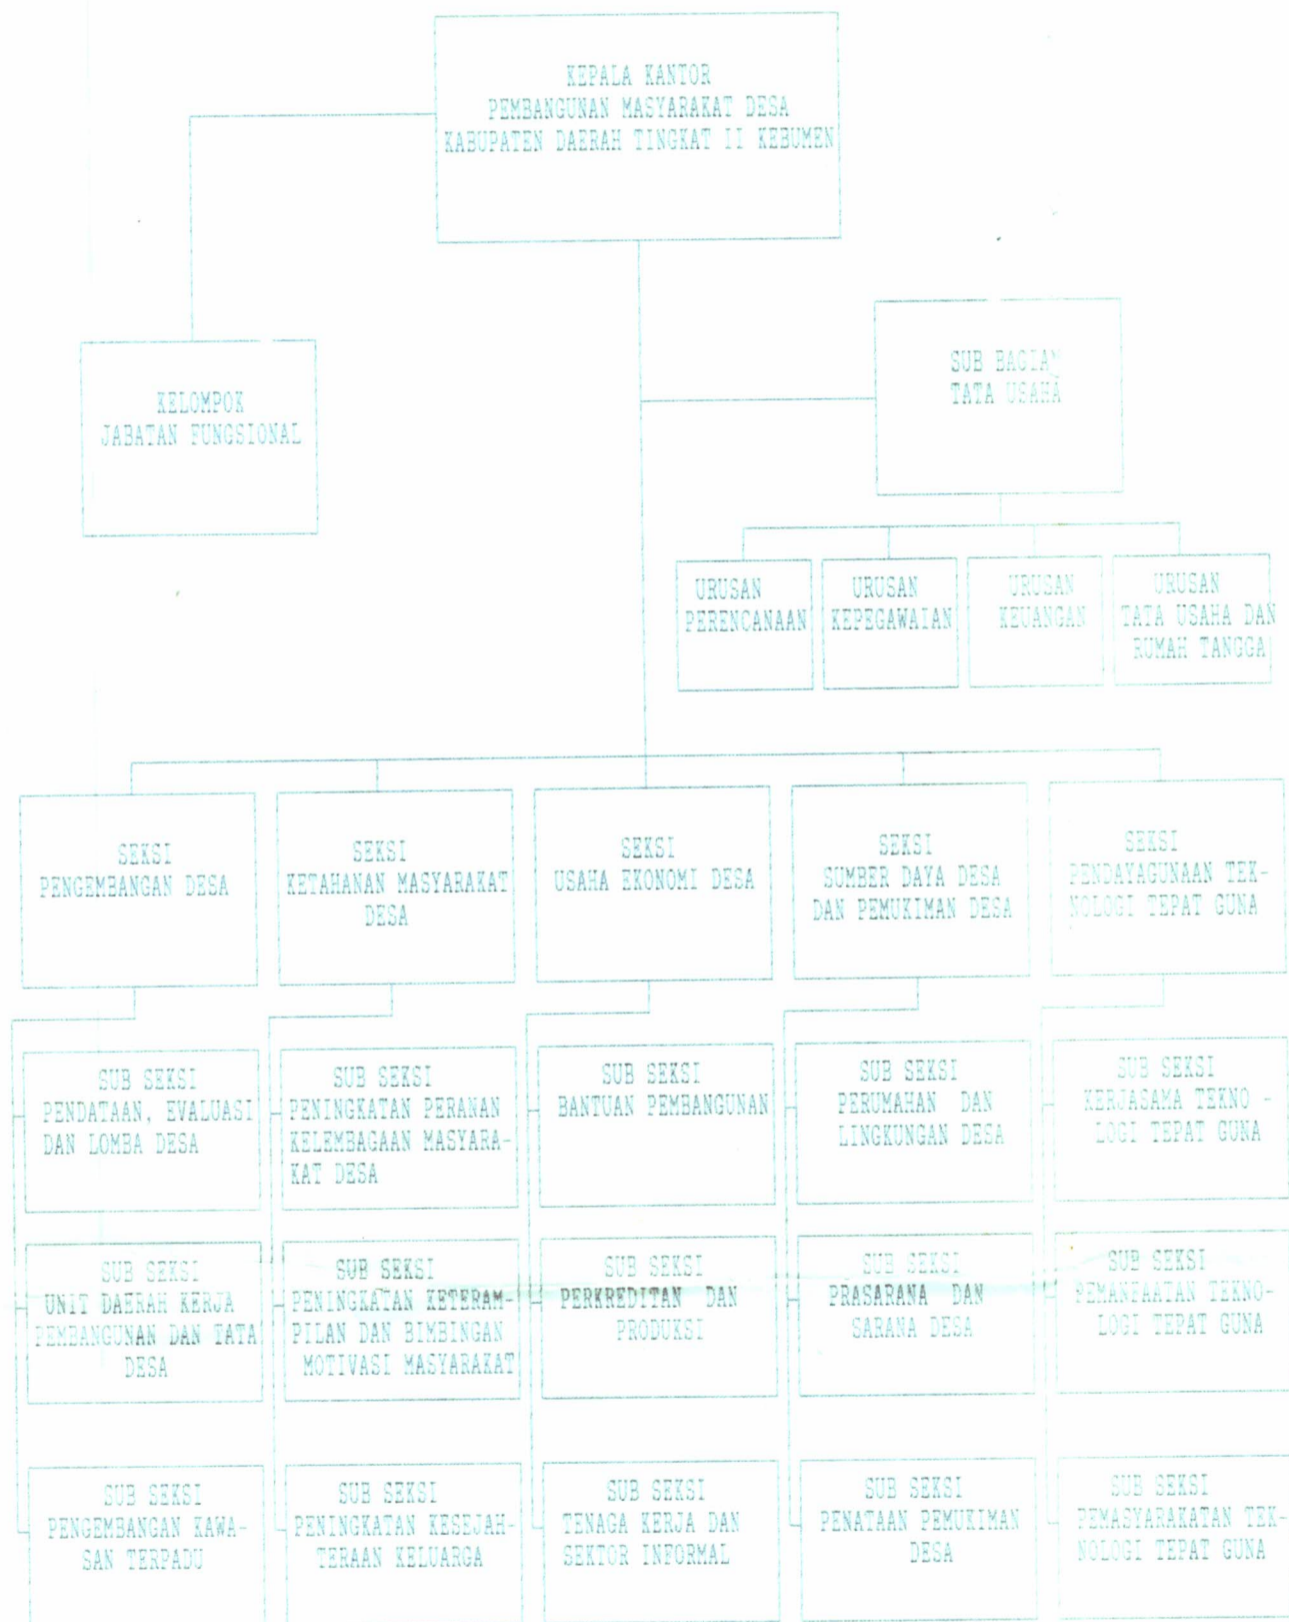 KEPALA KANTOR
PEMBANGUNAN MASYARAKAT DESA
KABUPATEN DAERAH TINGKAT II KEBUMEN
KELOMPOK
JABATAN FUNGSIONAL
SUB BAGIAN
TATA USAHA
URUSAN
PERENCANAAN
URUSAN
KEPEGAWAIAN
URUSAN
KEUANGAN
URUSAN
TATA USAHA DAN
RUMAH TANGGA
SEKSI
PENGEMBANGAN DESA
SEKSI
KETAHANAN MASYARAKAT
DESA
SEKSI
USAHA EKONOMI DESA
SEKSI
SUMBER DAYA DESA
DAN PEMUKIMAN DESA
SEKSI
PENDAYAGUNAAN TEK-
NOLOGI TEPAT GUNA
SUB SEKSI
PENDATAAN, EVALUASI
DAN LOMBA DESA
SUB SEKSI
PENINGKATAN PERANAN
KELEMBAGAAN MASYARA-
KAT DESA
SUB SEKSI
BANTUAN PEMBANGUNAN
SUB SEKSI
PERUMAHAN DAN
LINGKUNGAN DESA
SUB SEKSI
KERJASAMA TEKNO -
LOGI TEPAT GUNA
SUB SEKSI
UNIT DAERAH KERJA
PEMBANGUNAN DAN TATA
DESA
SUB SEKSI
PENINGKATAN KETERAM-
PILAN DAN BIMBINGAN
MOTIVASI MASYARAKAT
SUB SEKSI
PERKREDITAN DAN
PRODUKSI
SUB SEKSI
PRASARANA DAN
SARANA DESA
SUB SEKSI
PEMANFAATAN TEKNO-
LOGI TEPAT GUNA
SUB SEKSI
PENGEMBANGAN KAWA-
SAN TERPADU
SUB SEKSI
PENINGKATAN KESEJAH-
TERAAN KELUARGA
SUB SEKSI
TENAGA KERJA DAN
SEKTOR INFORMAL
SUB SEKSI
PENATAAN PEMUKIMAN
DESA
SUB SEKSI
PEMASYARAKATAN TEK-
NOLOGI TEPAT GUNA